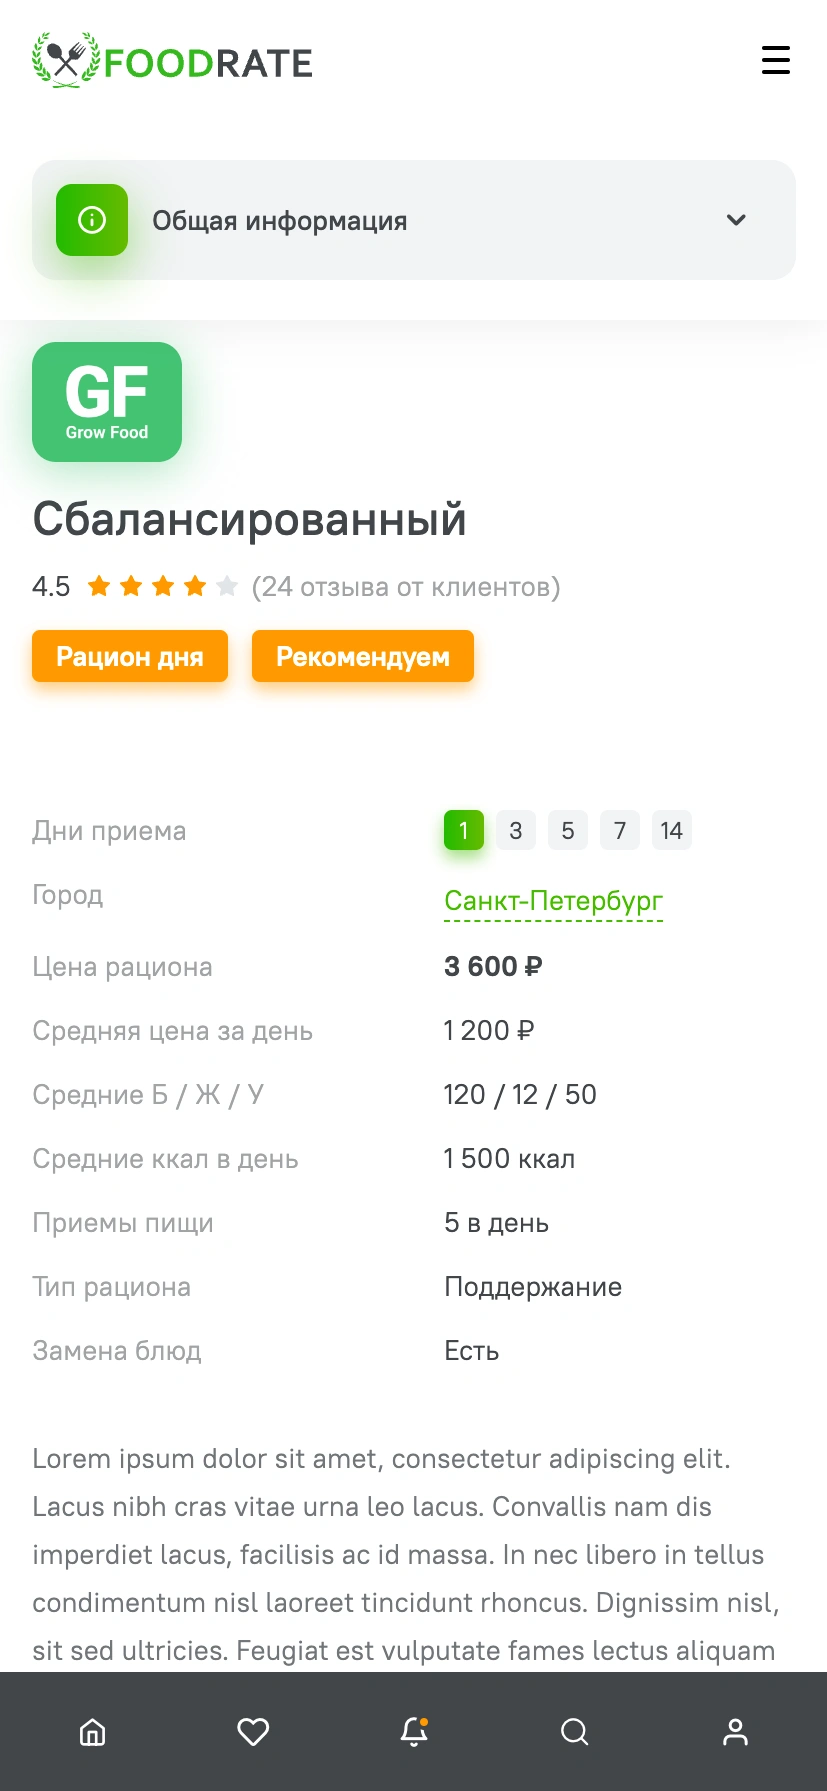 FOODRATE
Общая информация
GF
Grow Food
Сбалансированный
4.5 (24 отзыва от клиентов)
Рацион дня Рекомендуем
Дни приема 1 3 5 7 14
Город Санкт-Петербург
Цена рациона 3 600 ₽
Средняя цена за день 1 200 ₽
Средние Б / Ж / У 120 / 12 / 50
Средние ккал в день 1 500 ккал
Приемы пищи 5 в день
Тип рациона Поддержание
Замена блюд Есть
Lorem ipsum dolor sit amet, consectetur adipiscing elit.
Lacus nibh cras vitae urna leo lacus. Convallis nam dis
imperdiet lacus, facilisis ac id massa. In nec libero in tellus
condimentum nisl laoreet tincidunt rhoncus. Dignissim nisl,
sit sed ultricies. Feugiat est vulputate fames lectus aliquam